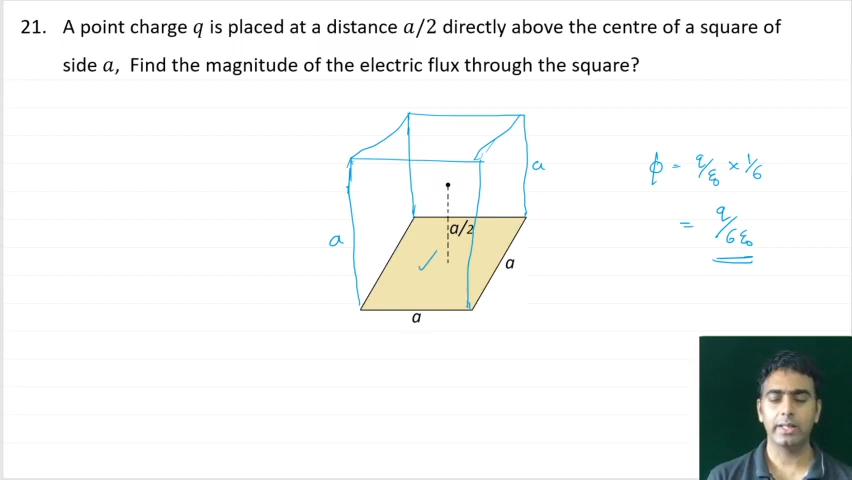 21. A point charge q is placed at a distance a/2 directly above the centre of a square of
side a, Find the magnitude of the electric flux through the square?
a
ϕ = q/ε₀ × 1/6
a/2
a
= q/6ε₀
a
a